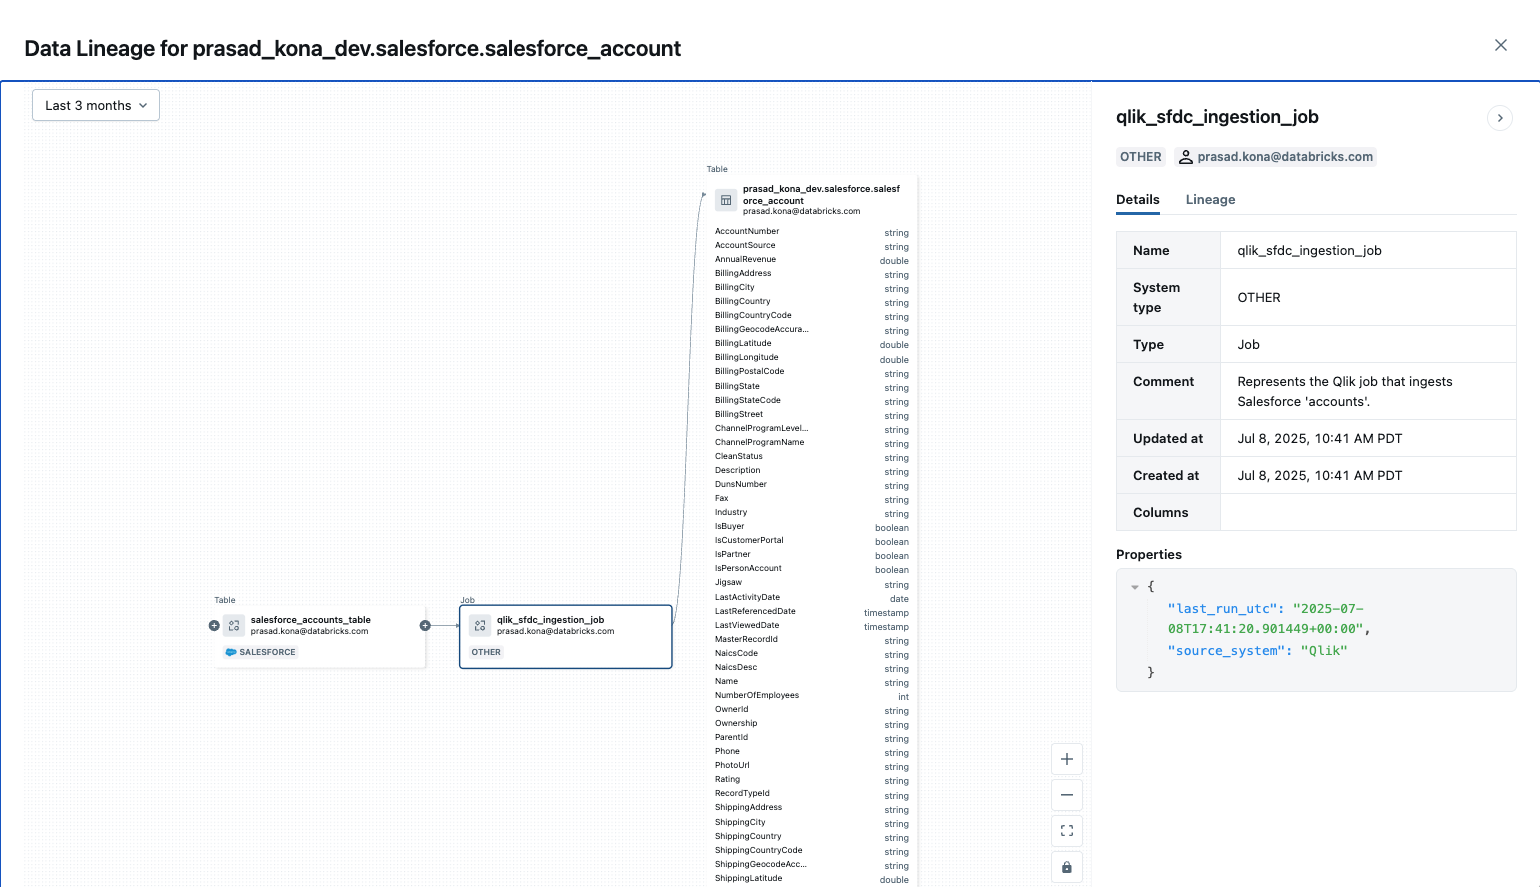 Data Lineage for prasad_kona_dev.salesforce.salesforce_account
Last 3 months
Table
salesforce_accounts_table
prasad.kona@databricks.com
SALESFORCE
Job
qlik_sfdc_ingestion_job
prasad.kona@databricks.com
OTHER
Table
prasad_kona_dev.salesforce.salesf
orce_account
prasad.kona@databricks.com
AccountNumber string
AccountSource string
AnnualRevenue double
BillingAddress string
BillingCity string
BillingCountry string
BillingCountryCode string
BillingGeocodeAccura... string
BillingLatitude double
BillingLongitude double
BillingPostalCode string
BillingState string
BillingStateCode string
BillingStreet string
ChannelProgramLevel... string
ChannelProgramName string
CleanStatus string
Description string
DunsNumber string
Fax string
Industry string
IsBuyer boolean
IsCustomerPortal boolean
IsPartner boolean
IsPersonAccount boolean
Jigsaw string
LastActivityDate date
LastReferencedDate timestamp
LastViewedDate timestamp
MasterRecordId string
NaicsCode string
NaicsDesc string
Name string
NumberOfEmployees int
OwnerId string
Ownership string
ParentId string
Phone string
PhotoUrl string
Rating string
RecordTypeId string
ShippingAddress string
ShippingCity string
ShippingCountry string
ShippingCountryCode string
ShippingGeocodeAcc... string
ShippingLatitude double
qlik_sfdc_ingestion_job
OTHER prasad.kona@databricks.com
Details Lineage
Name qlik_sfdc_ingestion_job
System
type OTHER
Type Job
Comment Represents the Qlik job that ingests
Salesforce 'accounts'.
Updated at Jul 8, 2025, 10:41 AM PDT
Created at Jul 8, 2025, 10:41 AM PDT
Columns
Properties
{
"last_run_utc": "2025-07-
08T17:41:20.901449+00:00",
"source_system": "Qlik"
}